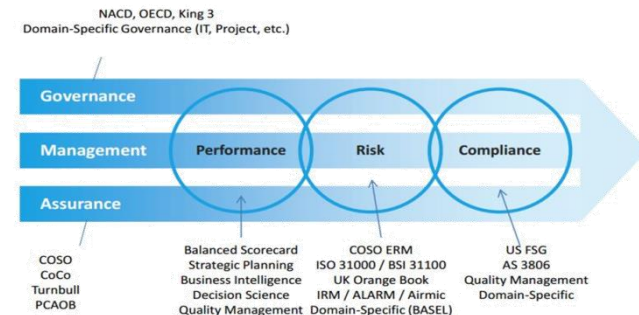 NACD, OECD, King 3
Domain-Specific Governance (IT, Project, etc.)
Governance
Management
Performance
Risk
Compliance
Assurance
COSO
CoCo
Turnbull
PCAOB
Balanced Scorecard
Strategic Planning
Business Intelligence
Decision Science
Quality Management
COSO ERM
ISO 31000 / BSI 31100
UK Orange Book
IRM / ALARM / Airmic
Domain-Specific (BASEL)
US FSG
AS 3806
Quality Management
Domain-Specific